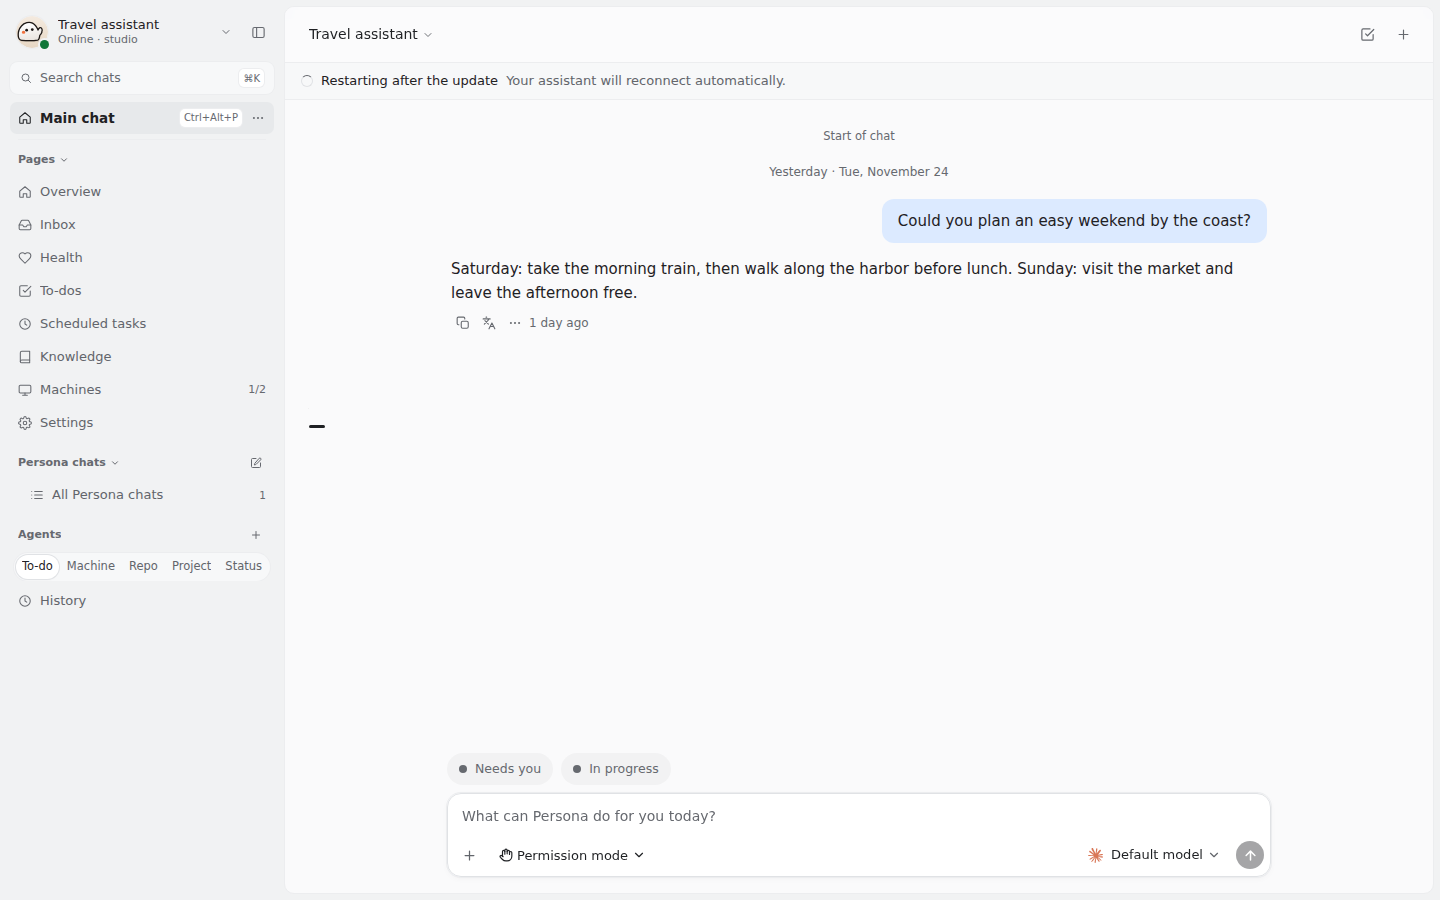 Travel assistant
Online · studio
Search chats
⌘K
Main chat
Ctrl+Alt+P
Pages
Overview
Inbox
Health
To-dos
Scheduled tasks
Knowledge
Machines
1/2
Settings
Persona chats
All Persona chats
1
Agents
To-do Machine Repo Project Status
History
Travel assistant
Restarting after the update Your assistant will reconnect automatically.
Start of chat
Yesterday · Tue, November 24
Could you plan an easy weekend by the coast?
Saturday: take the morning train, then walk along the harbor before lunch. Sunday: visit the market and
leave the afternoon free.
1 day ago
Needs you
In progress
What can Persona do for you today?
Permission mode
Default model